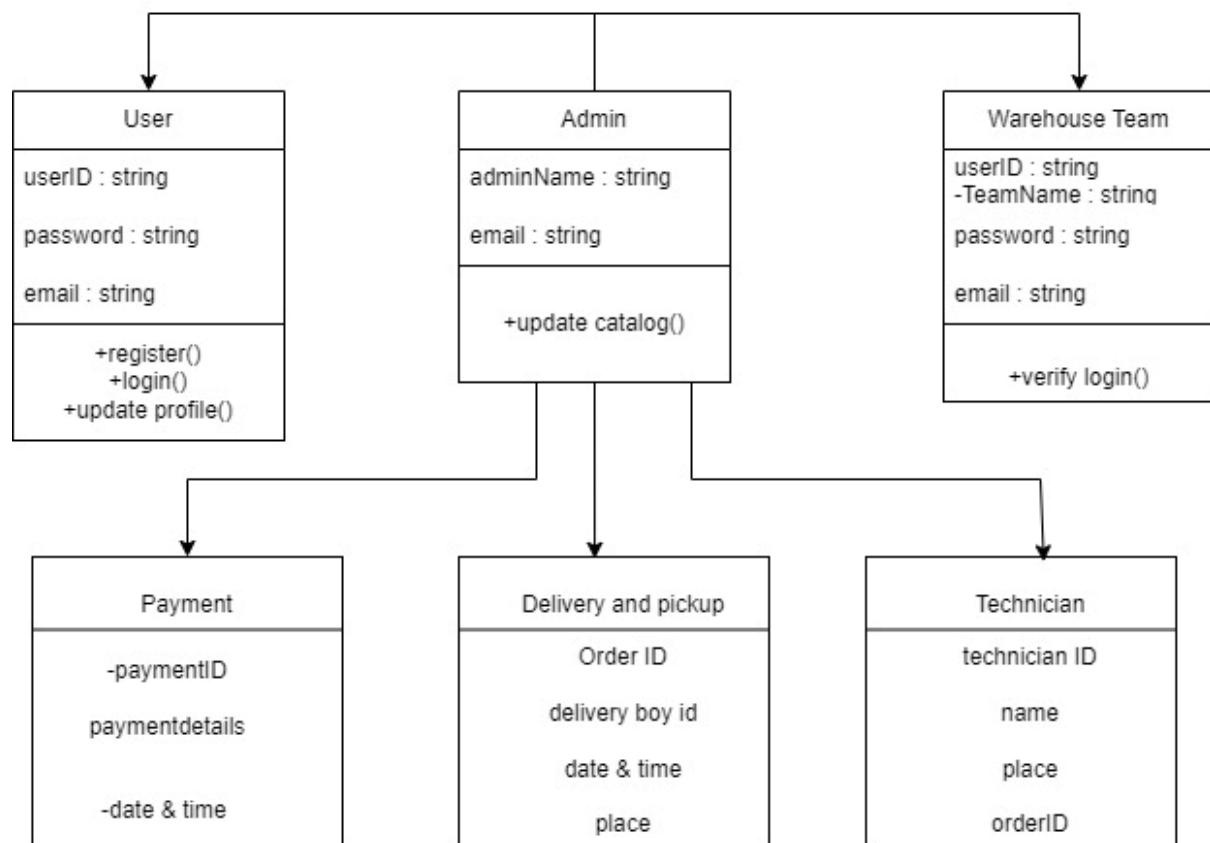 User
userID : string
password : string
email : string
+register()
+login()
+update profile()
Admin
adminName : string
email : string
+update catalog()
Warehouse Team
userID : string
-TeamName : string
password : string
email : string
+verify login()
Payment
-paymentID
paymentdetails
-date & time
Delivery and pickup
Order ID
delivery boy id
date & time
place
Technician
technician ID
name
place
orderID